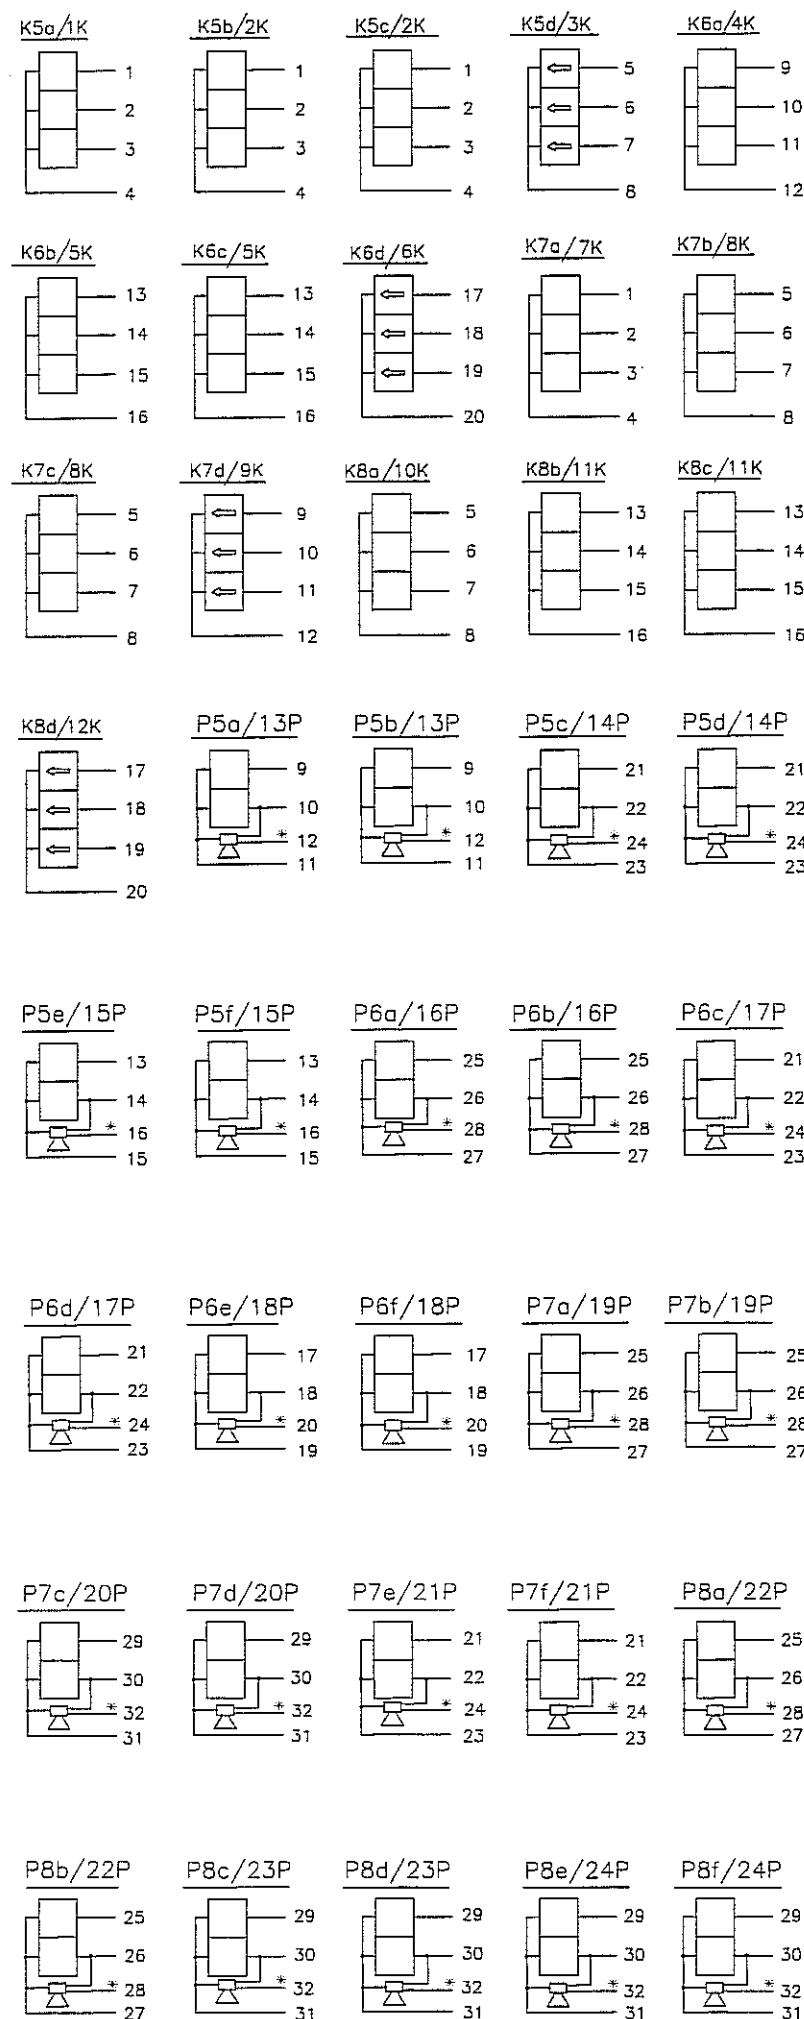 K5a/1K K5b/2K K5c/2K K5d/3K K6a/4K
1 1 1 5 9
2 2 2 6 10
3 3 3 7 11
4 4 4 8 12
K6b/5K K6c/5K K6d/6K K7a/7K K7b/8K
13 13 17 1 5
14 14 18 2 6
15 15 19 3 7
16 16 20 4 8
K7c/8K K7d/9K K8a/10K K8b/11K K8c/11K
5 9 5 13 13
6 10 6 14 14
7 11 7 15 15
8 12 8 16 16
K8d/12K P5a/13P P5b/13P P5c/14P P5d/14P
17 9 9 21 21
18 10 10 22 22
19 * 12 * 12 * 24 * 24
20 11 11 23 23
P5e/15P P5f/15P P6a/16P P6b/16P P6c/17P
13 13 25 25 21
14 14 26 26 22
* 16 * 16 * 28 * 28 * 24
15 15 27 27 23
P6d/17P P6e/18P P6f/18P P7a/19P P7b/19P
21 17 17 25 25
22 18 18 26 26
* 24 * 20 * 20 * 28 * 28
23 19 19 27 27
P7c/20P P7d/20P P7e/21P P7f/21P P8a/22P
29 29 21 21 25
30 30 22 22 26
* 32 * 32 * 24 * 24 * 28
31 31 23 23 27
P8b/22P P8c/23P P8d/23P P8e/24P P8f/24P
25 29 29 29 29
26 30 30 30 30
* 28 * 32 * 32 * 32 * 32
27 31 31 31 31